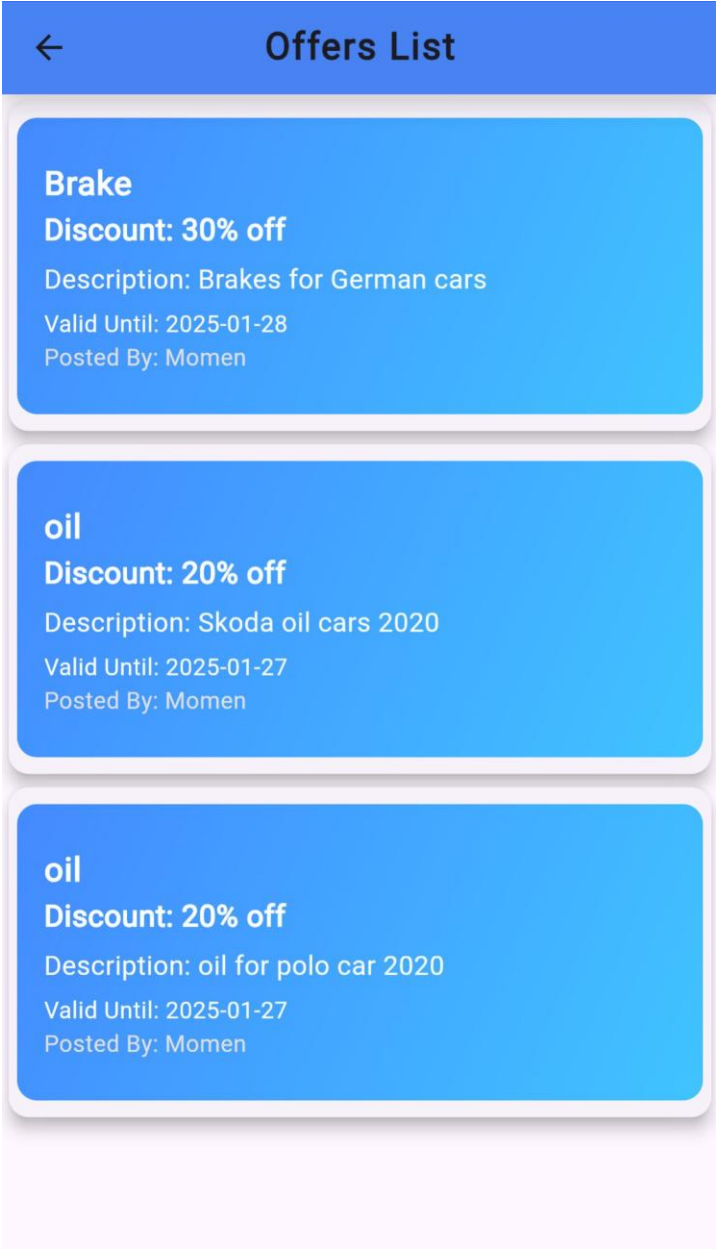 Offers List
Brake
Discount: 30% off
Description: Brakes for German cars
Valid Until: 2025-01-28
Posted By: Momen
oil
Discount: 20% off
Description: Skoda oil cars 2020
Valid Until: 2025-01-27
Posted By: Momen
oil
Discount: 20% off
Description: oil for polo car 2020
Valid Until: 2025-01-27
Posted By: Momen